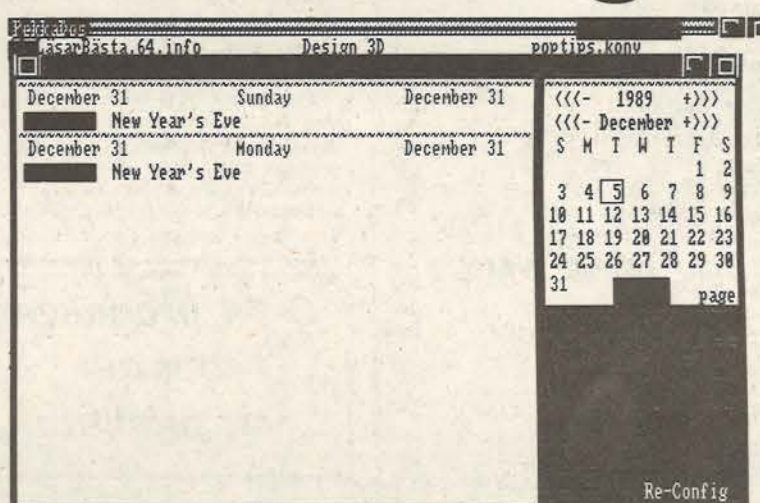 Pekkabos
LäsarBästa.64.info Design 3D poptips.konv
December 31 Sunday December 31
New Year's Eve
December 31 Monday December 31
New Year's Eve
<<<- 1989 +>>>
<<<- December +>>>
S M T W T F S
1 2
3 4 5 6 7 8 9
10 11 12 13 14 15 16
17 18 19 20 21 22 23
24 25 26 27 28 29 30
31
page
Re-Config